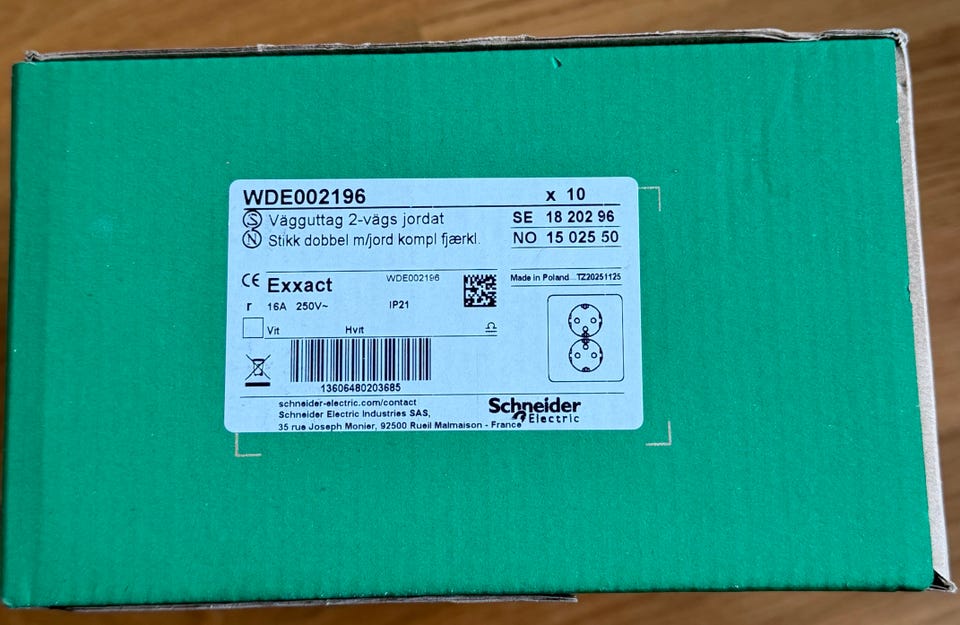 WDE002196 x 10
S Vägguttag 2-vägs jordat SE 18 202 96
N Stikk dobbel m/jord kompl fjærkl. NO 15 025 50
CE Exxact WDE002196 Made in Poland TZ20251125
r 16A 250V~ IP21
Vit Hvit
13606480203685
schneider-electric.com/contact
Schneider Electric Industries SAS,
35 rue Joseph Monier, 92500 Rueil Malmaison - France
Schneider
Electric